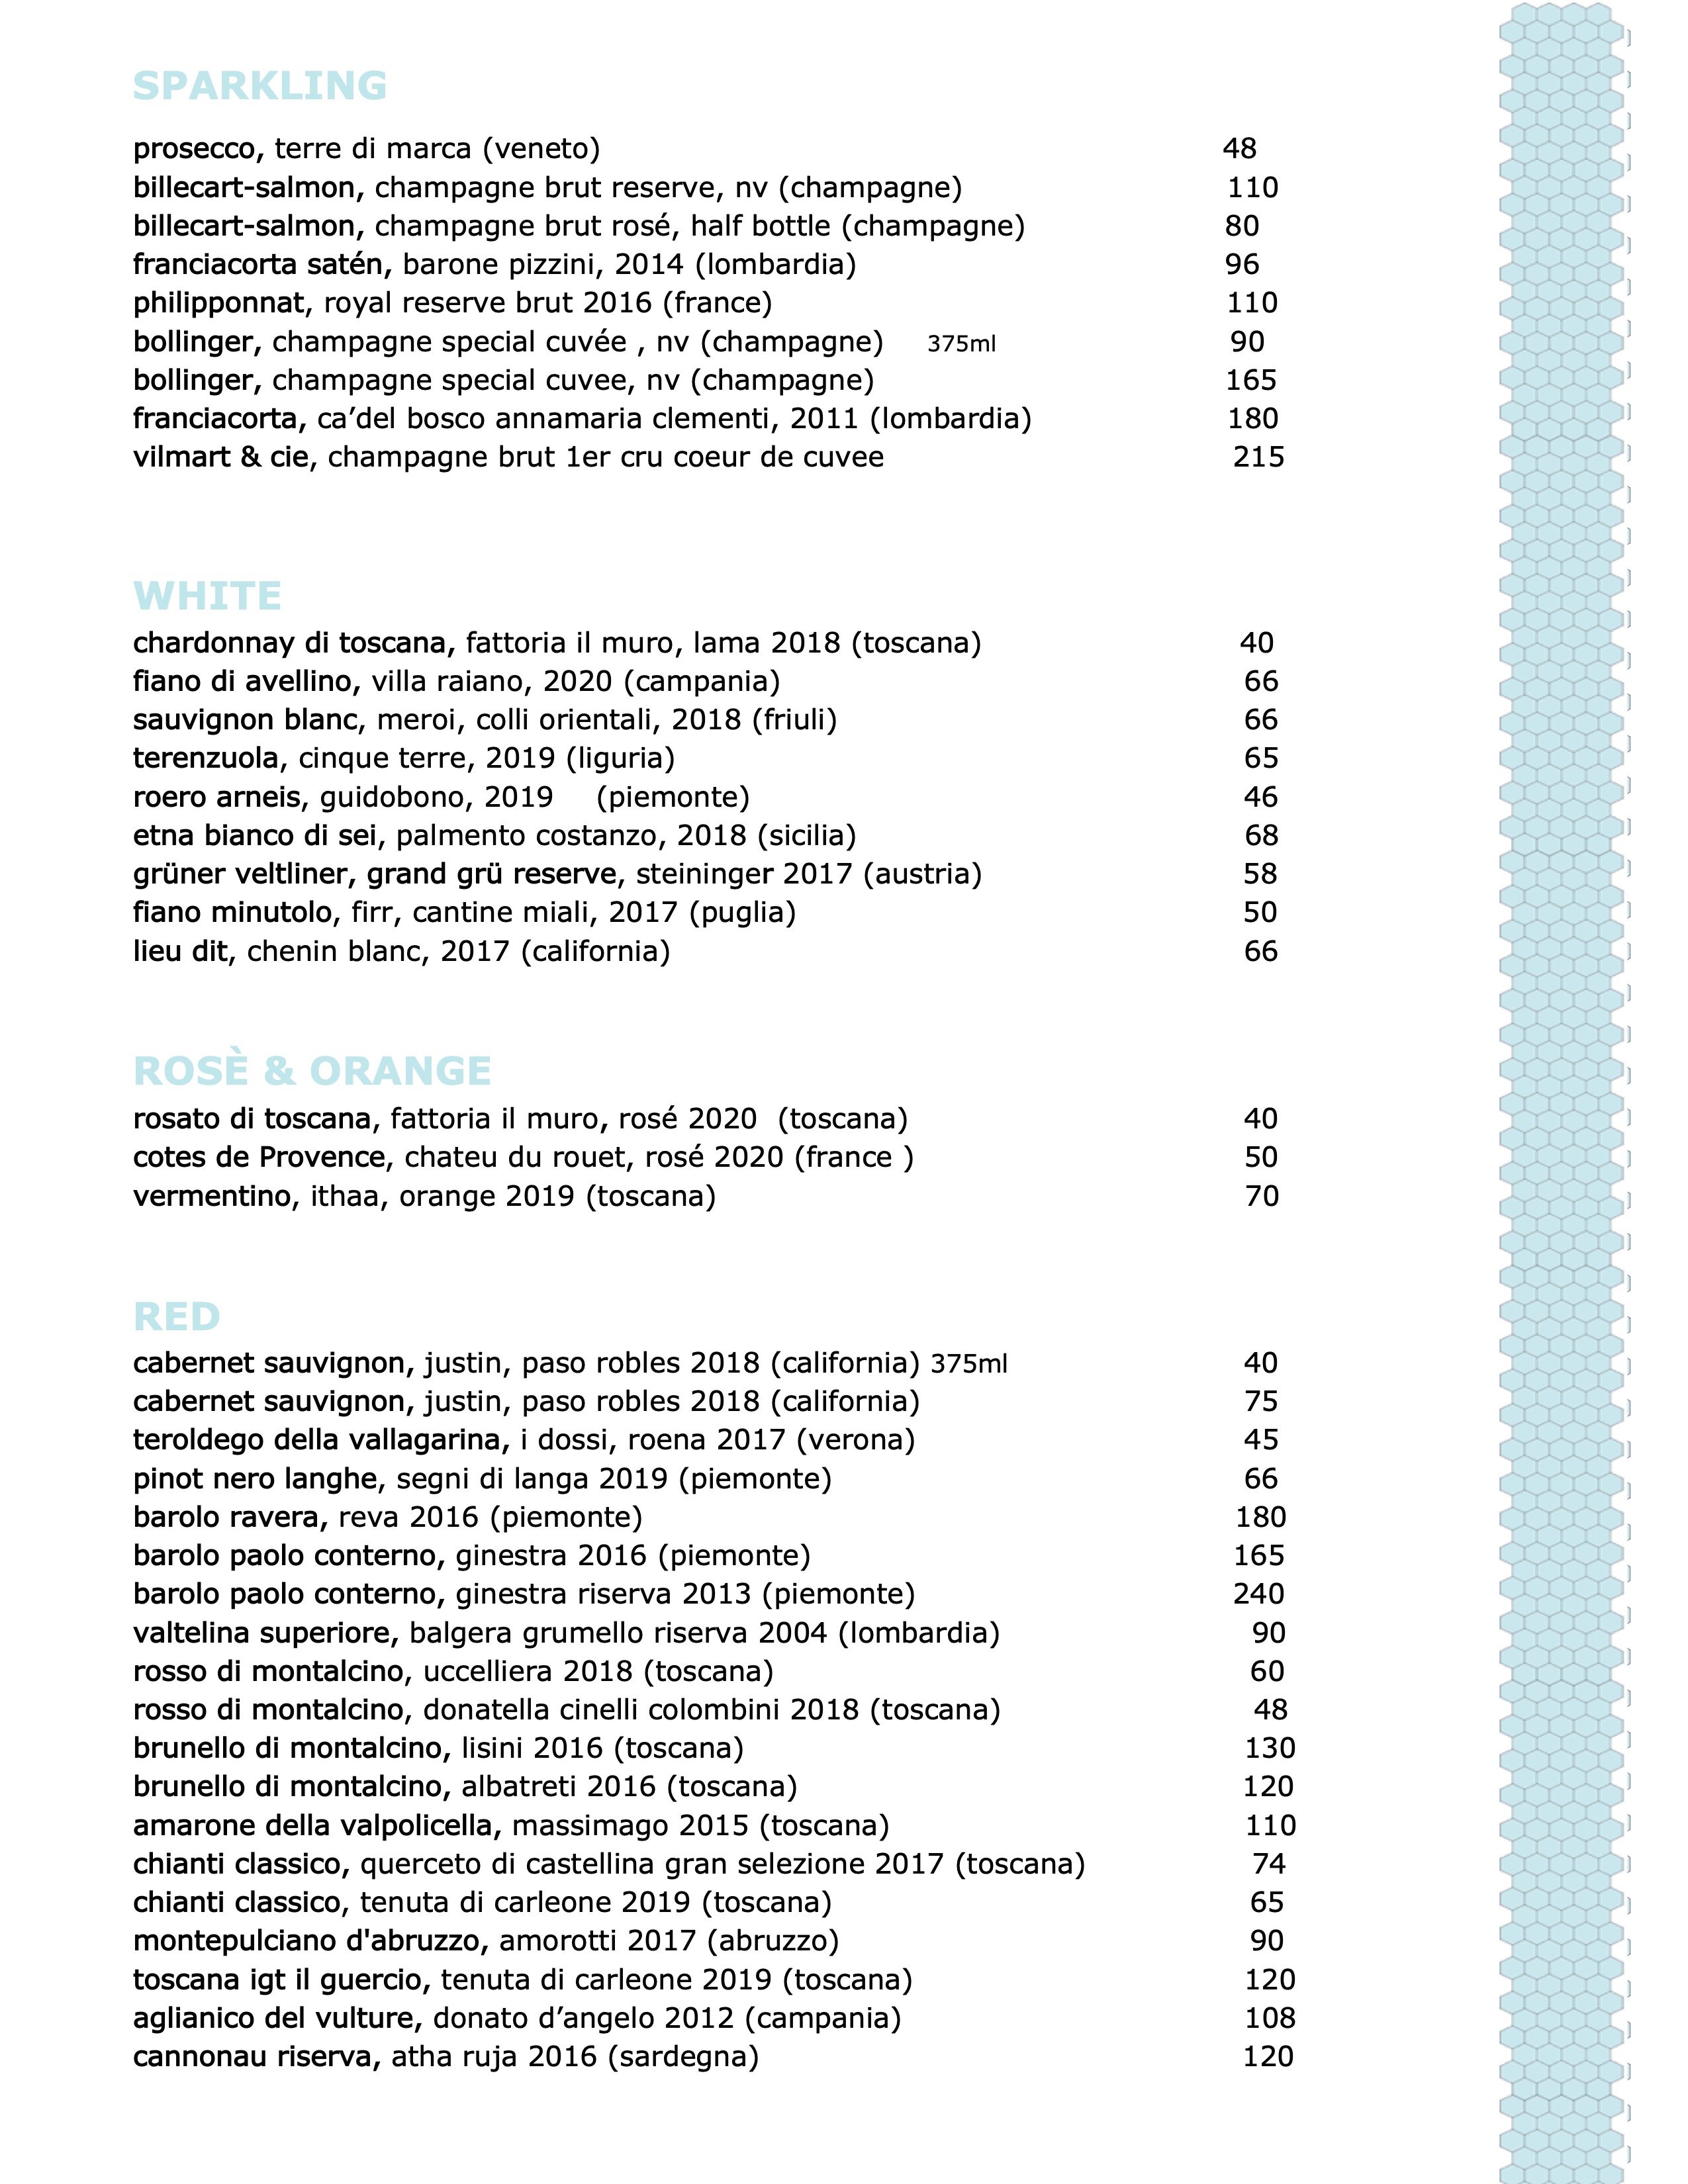 SPARKLING
prosecco, terre di marca (veneto) 48
billecart-salmon, champagne brut reserve, nv (champagne) 110
billecart-salmon, champagne brut rosé, half bottle (champagne) 80
franciacorta satén, barone pizzini, 2014 (lombardia) 96
philipponnat, royal reserve brut 2016 (france) 110
bollinger, champagne special cuvée , nv (champagne) 375ml 90
bollinger, champagne special cuvee, nv (champagne) 165
franciacorta, ca’del bosco annamaria clementi, 2011 (lombardia) 180
vilmart & cie, champagne brut 1er cru coeur de cuvee 215
WHITE
chardonnay di toscana, fattoria il muro, lama 2018 (toscana) 40
fiano di avellino, villa raiano, 2020 (campania) 66
sauvignon blanc, meroi, colli orientali, 2018 (friuli) 66
terenzuola, cinque terre, 2019 (liguria) 65
roero arneis, guidobono, 2019 (piemonte) 46
etna bianco di sei, palmento costanzo, 2018 (sicilia) 68
grüner veltliner, grand grü reserve, steininger 2017 (austria) 58
fiano minutolo, firr, cantine miali, 2017 (puglia) 50
lieu dit, chenin blanc, 2017 (california) 66
ROSÈ & ORANGE
rosato di toscana, fattoria il muro, rosé 2020 (toscana) 40
cotes de Provence, chateu du rouet, rosé 2020 (france ) 50
vermentino, ithaa, orange 2019 (toscana) 70
RED
cabernet sauvignon, justin, paso robles 2018 (california) 375ml 40
cabernet sauvignon, justin, paso robles 2018 (california) 75
teroldego della vallagarina, i dossi, roena 2017 (verona) 45
pinot nero langhe, segni di langa 2019 (piemonte) 66
barolo ravera, reva 2016 (piemonte) 180
barolo paolo conterno, ginestra 2016 (piemonte) 165
barolo paolo conterno, ginestra riserva 2013 (piemonte) 240
valtelina superiore, balgera grumello riserva 2004 (lombardia) 90
rosso di montalcino, uccelliera 2018 (toscana) 60
rosso di montalcino, donatella cinelli colombini 2018 (toscana) 48
brunello di montalcino, lisini 2016 (toscana) 130
brunello di montalcino, albatreti 2016 (toscana) 120
amarone della valpolicella, massimago 2015 (toscana) 110
chianti classico, querceto di castellina gran selezione 2017 (toscana) 74
chianti classico, tenuta di carleone 2019 (toscana) 65
montepulciano d'abruzzo, amorotti 2017 (abruzzo) 90
toscana igt il guercio, tenuta di carleone 2019 (toscana) 120
aglianico del vulture, donato d’angelo 2012 (campania) 108
cannonau riserva, atha ruja 2016 (sardegna) 120